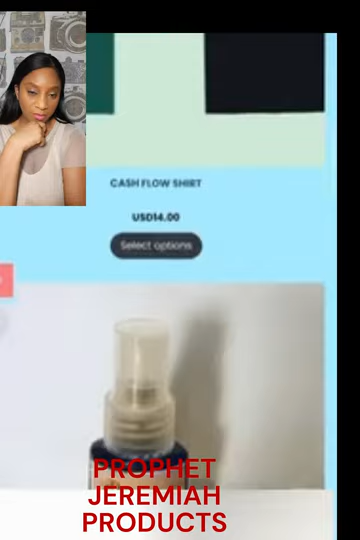 CASH FLOW SHIRT
USD14.00
Select options
PROPHET
JEREMIAH
PRODUCTS